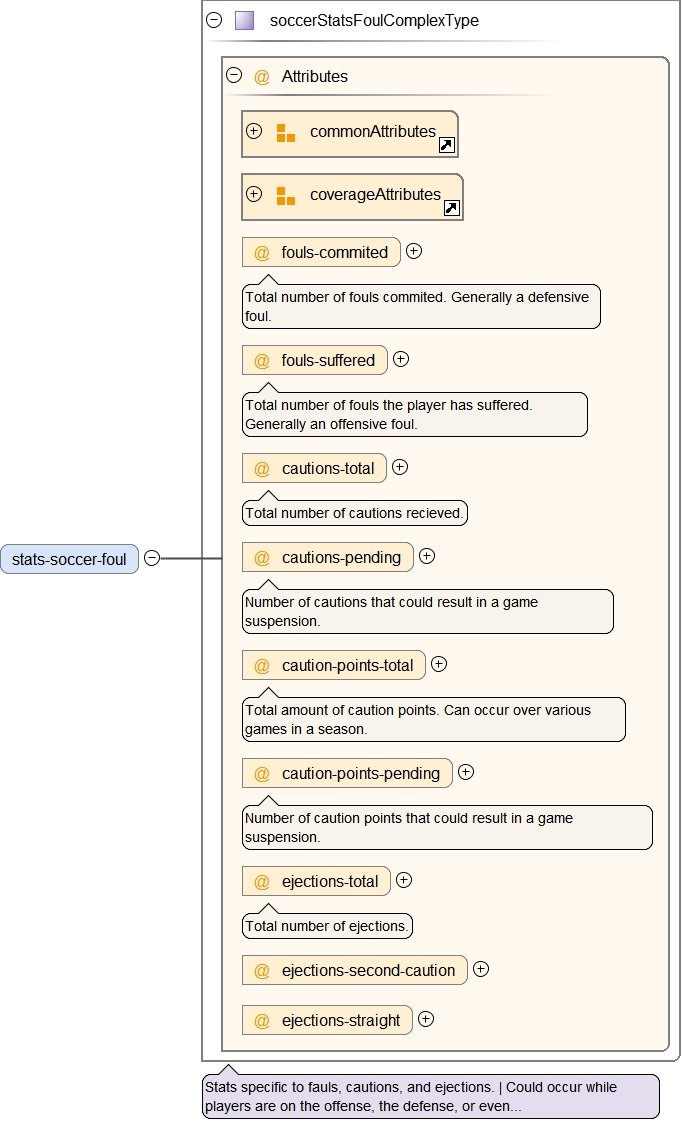 soccerStatsFoulComplexType
@ Attributes
commonAttributes
coverageAttributes
@ fouls-commited
Total number of fouls commited. Generally a defensive
foul.
@ fouls-suffered
Total number of fouls the player has suffered.
Generally an offensive foul.
@ cautions-total
Total number of cautions recieved.
stats-soccer-foul
@ cautions-pending
Number of cautions that could result in a game
suspension.
@ caution-points-total
Total amount of caution points. Can occur over various
games in a season.
@ caution-points-pending
Number of caution points that could result in a game
suspension.
@ ejections-total
Total number of ejections.
@ ejections-second-caution
@ ejections-straight
Stats specific to fauls, cautions, and ejections. | Could occur while
players are on the offense, the defense, or even...